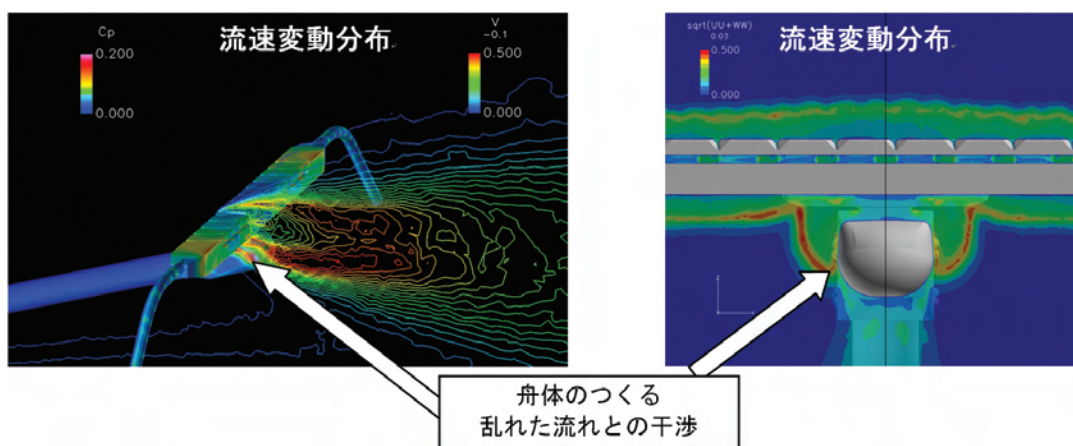 流速変動分布
Cp
0.200
0.000
V
-0.1
0.500
0.000
流速変動分布
sqrt(UU+WW)
0.03
0.500
0.000
舟体のつくる
乱れた流れとの干渉